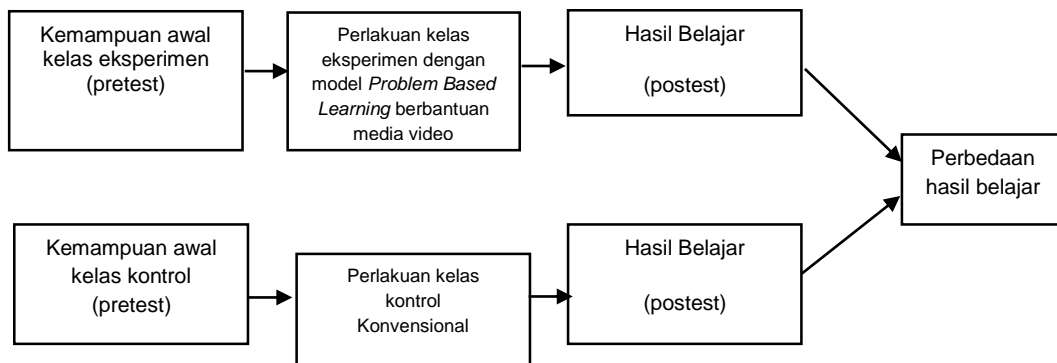 Kemampuan awal
kelas eksperimen
(pretest)
Perlakuan kelas
eksperimen dengan
model Problem Based
Learning berbantuan
media video
Hasil Belajar
(postest)
Perbedaan
hasil belajar
Kemampuan awal
kelas kontrol
(pretest)
Perlakuan kelas
kontrol
Konvensional
Hasil Belajar
(postest)